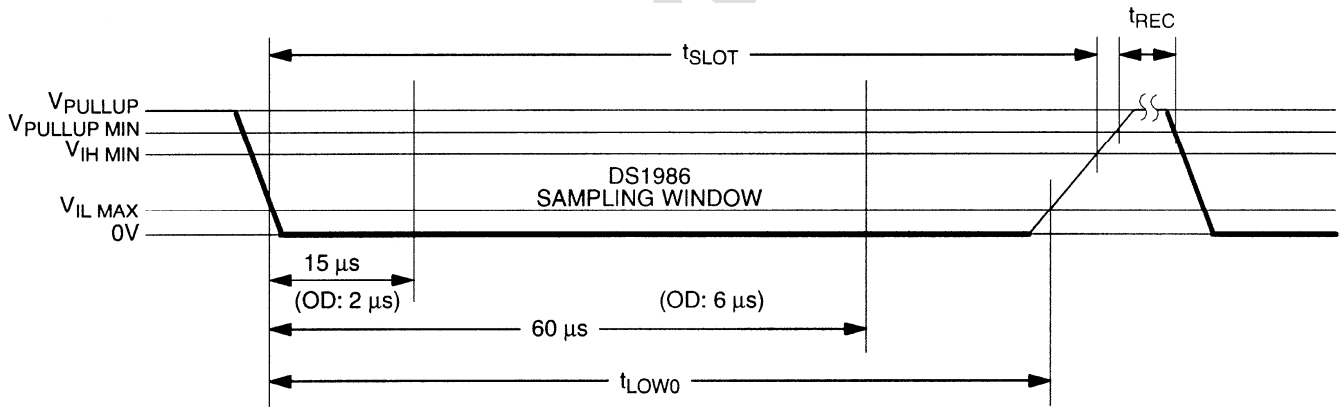 tREC
tSLOT
VPULLUP
VPULLUP MIN
VIH MIN
DS1986
SAMPLING WINDOW
VIL MAX
0V
15 µs
(OD: 2 µs)
(OD: 6 µs)
60 µs
tLOW0